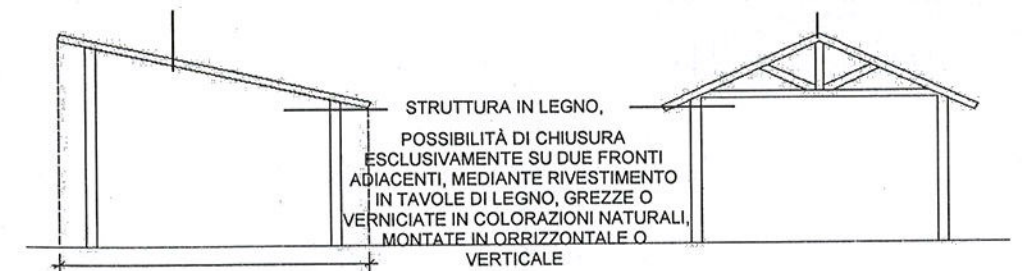 STRUTTURA IN LEGNO,
POSSIBILITÀ DI CHIUSURA
ESCLUSIVAMENTE SU DUE FRONTI
ADIACENTI, MEDIANTE RIVESTIMENTO
IN TAVOLE DI LEGNO, GREZZE O
VERNICIATE IN COLORAZIONI NATURALI,
MONTATE IN ORRIZZONTALE O
VERTICALE